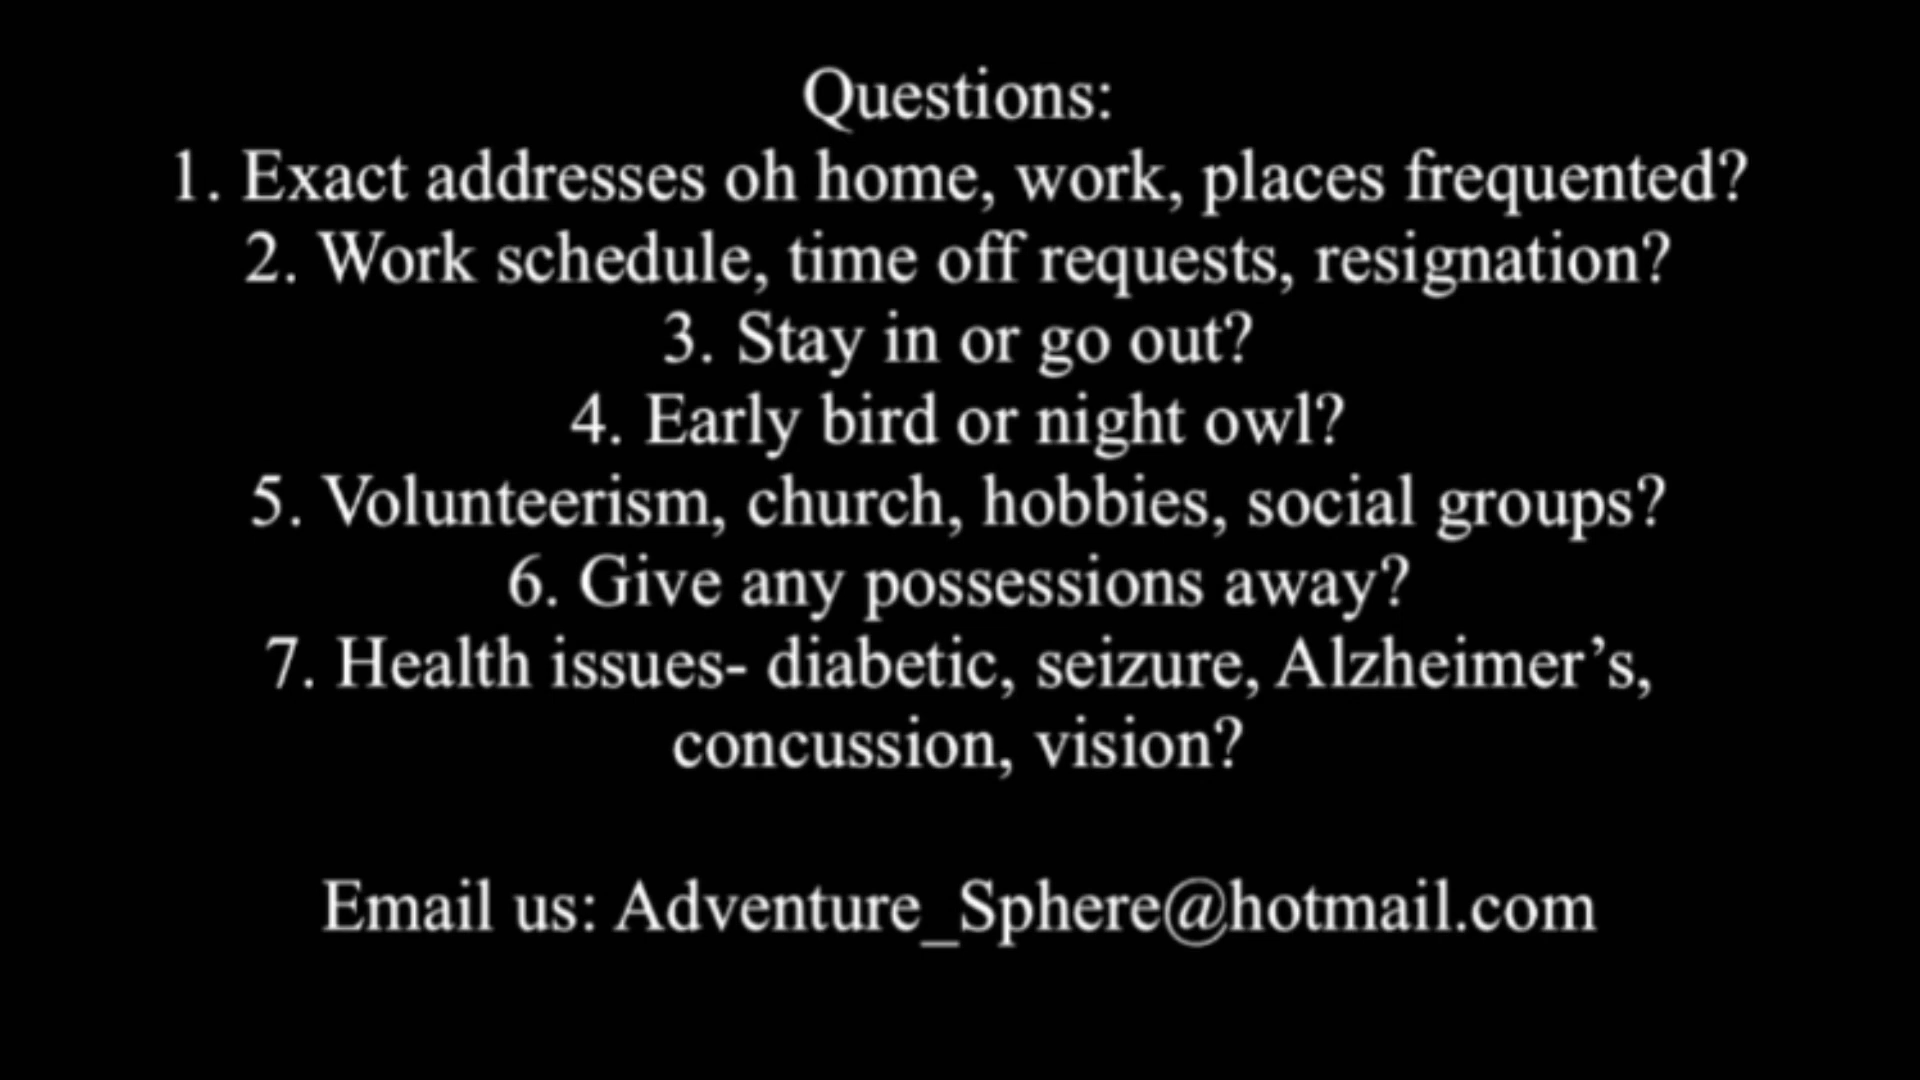 Questions:
1. Exact addresses oh home, work, places frequented?
2. Work schedule, time off requests, resignation?
3. Stay in or go out?
4. Early bird or night owl?
5. Volunteerism, church, hobbies, social groups?
6. Give any possessions away?
7. Health issues- diabetic, seizure, Alzheimer’s,
concussion, vision?
Email us: Adventure_Sphere@hotmail.com